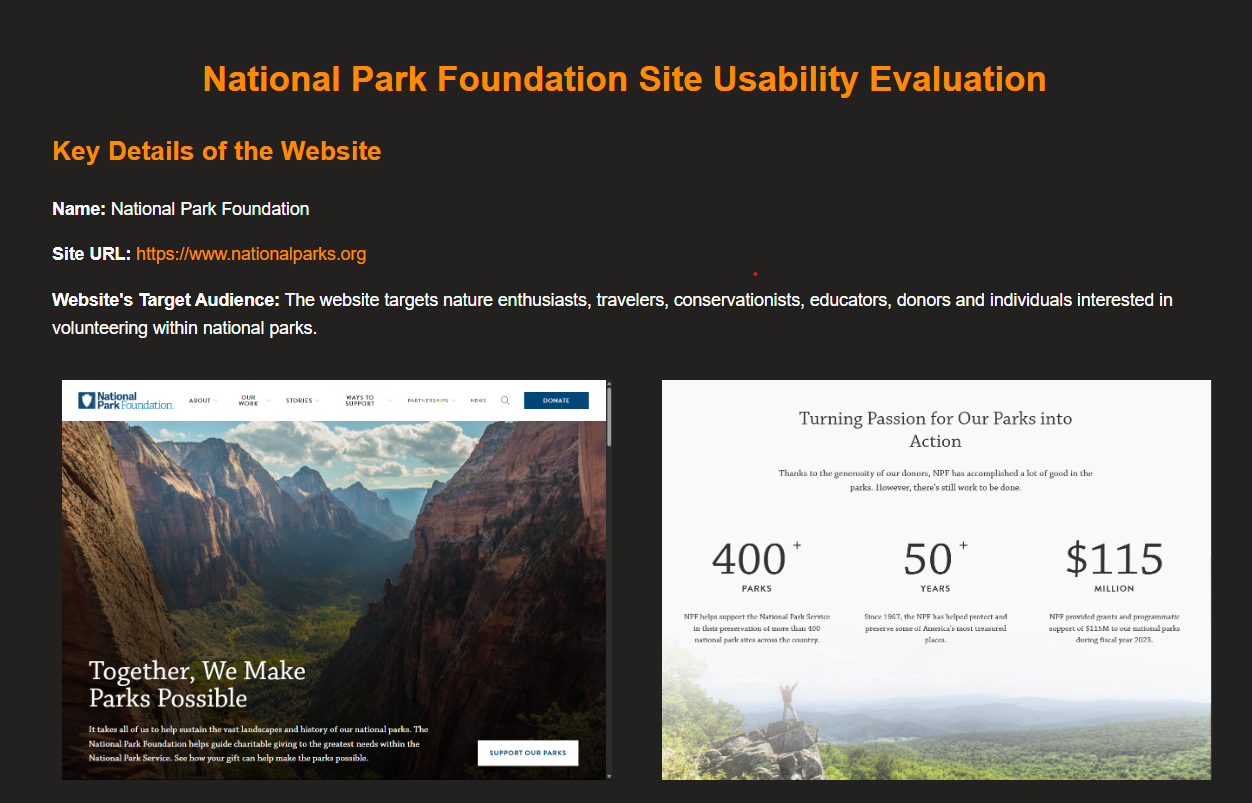 National Park Foundation Site Usability Evaluation
Key Details of the Website
Name: National Park Foundation
Site URL: https://www.nationalparks.org
Website's Target Audience: The website targets nature enthusiasts, travelers, conservationists, educators, donors and individuals interested in
volunteering within national parks.
National
Park Foundation
ABOUT
OUR
WORK
STORIES
WAYS TO
SUPPORT
PARTNERSHIPS
NEWS
DONATE
Together, We Make
Parks Possible
It takes all of us to help sustain the vast landscapes and history of our national parks. The
National Park Foundation helps guide charitable giving to the greatest needs within the
National Park Service. See how your gift can help make the parks possible.
SUPPORT OUR PARKS
Turning Passion for Our Parks into
Action
Thanks to the generosity of our donors, NPF has accomplished a lot of good in the
parks. However, there's still work to be done.
400+
PARKS
NPF helps support the National Park Service
in their preservation of more than 400
national park sites across the country.
50+
YEARS
Since 1967, the NPF has helped protect and
preserve some of America's most treasured
places.
$115
MILLION
NPF provided grants and programmatic
support of $115M to our national parks
during fiscal year 2023.